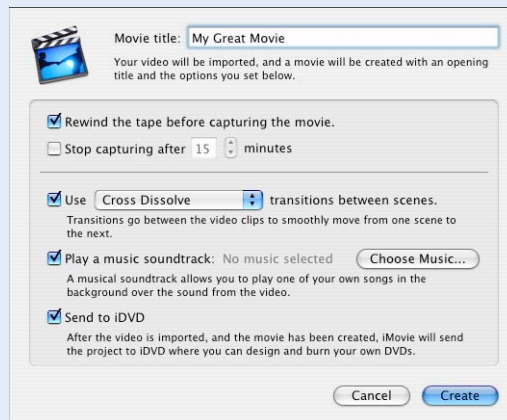 Movie title: My Great Movie
Your video will be imported, and a movie will be created with an opening
title and the options you set below.
Rewind the tape before capturing the movie.
Stop capturing after 15 minutes
Use Cross Dissolve transitions between scenes.
Transitions go between the video clips to smoothly move from one scene to
the next.
Play a music soundtrack: No music selected Choose Music...
A musical soundtrack allows you to play one of your own songs in the
background over the sound from the video.
Send to iDVD
After the video is imported, and the movie has been created, iMovie will send
the project to iDVD where you can design and burn your own DVDs.
Cancel Create